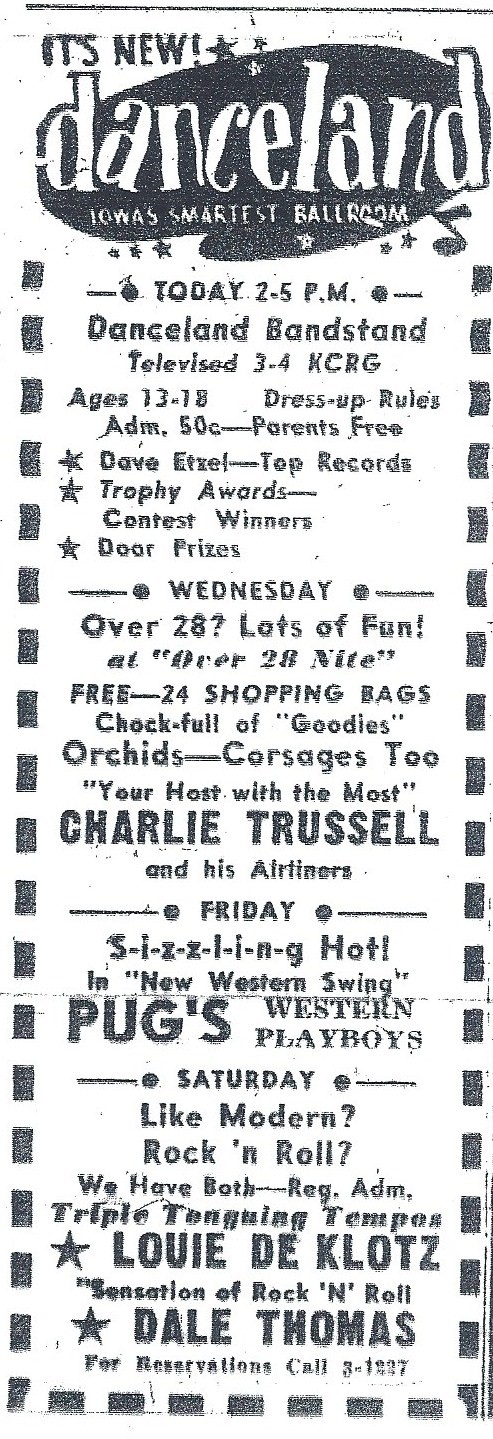 IT'S NEW!
danceland
IOWA'S SMARTEST BALLROOM
TODAY 2-5 P.M.
Danceland Bandstand
Televised 3-4 KCRG
Ages 13-18 Dress-up Rules
Adm. 50c—Parents Free
Dave Etzel—Top Records
Trophy Awards—
Contest Winners
Door Prizes
WEDNESDAY
Over 28? Lots of Fun!
at "Over 28 Nite"
FREE—24 SHOPPING BAGS
Chock-full of "Goodies"
Orchids—Corsages Too
"Your Host with the Most"
CHARLIE TRUSSELL
and his Airliners
FRIDAY
S-i-z-z-l-i-n-g Hot!
In "New Western Swing"
PUG'S WESTERN
PLAYBOYS
SATURDAY
Like Modern?
Rock 'n Roll?
We Have Both—Reg. Adm.
Triple Tonguing Tempos
LOUIE DE KLOTZ
"Sensation of Rock 'N' Roll
DALE THOMAS
For Reservations Call